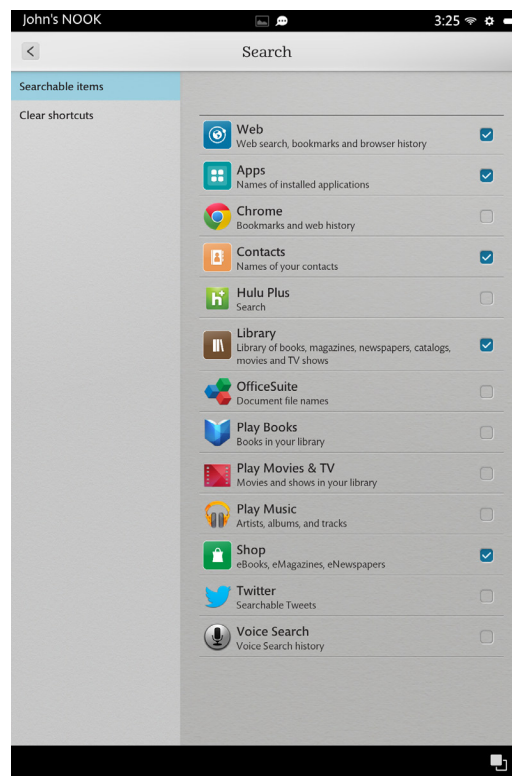 John's NOOK
3:25
Search
Searchable items
Clear shortcuts
Web
Web search, bookmarks and browser history
Apps
Names of installed applications
Chrome
Bookmarks and web history
Contacts
Names of your contacts
h+
Hulu Plus
Search
Library
Library of books, magazines, newspapers, catalogs,
movies and TV shows
OfficeSuite
Document file names
Play Books
Books in your library
Play Movies & TV
Movies and shows in your library
Play Music
Artists, albums, and tracks
Shop
eBooks, eMagazines, eNewspapers
Twitter
Searchable Tweets
Voice Search
Voice Search history